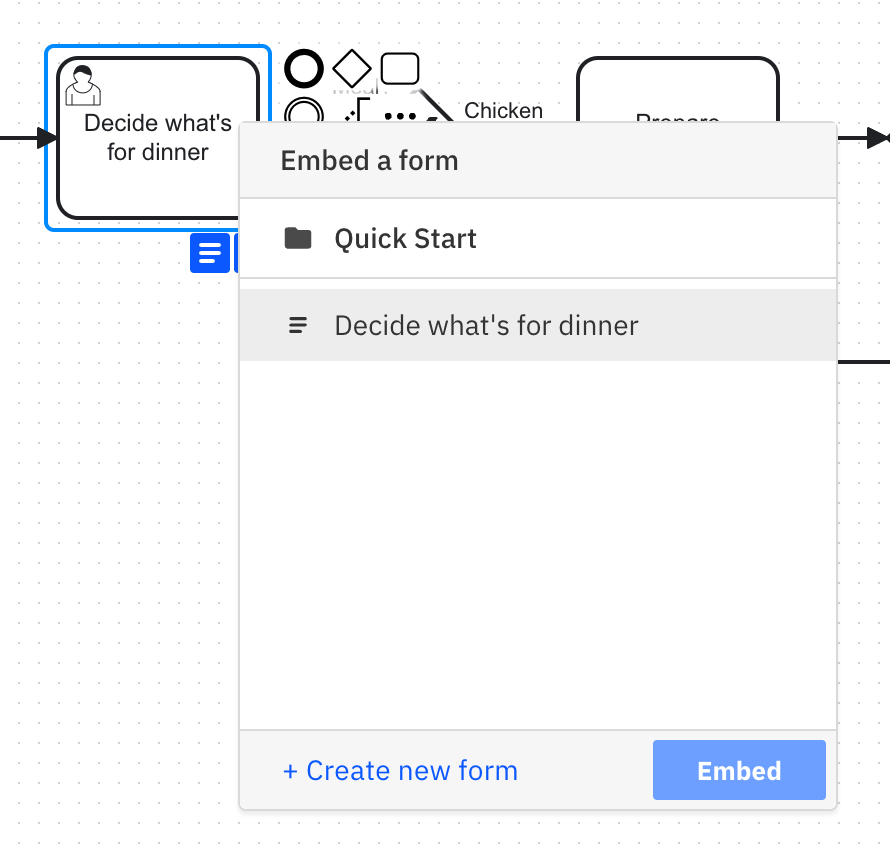 Decide what's
for dinner
Chicken
Prepare
Embed a form
Quick Start
Decide what's for dinner
+ Create new form
Embed